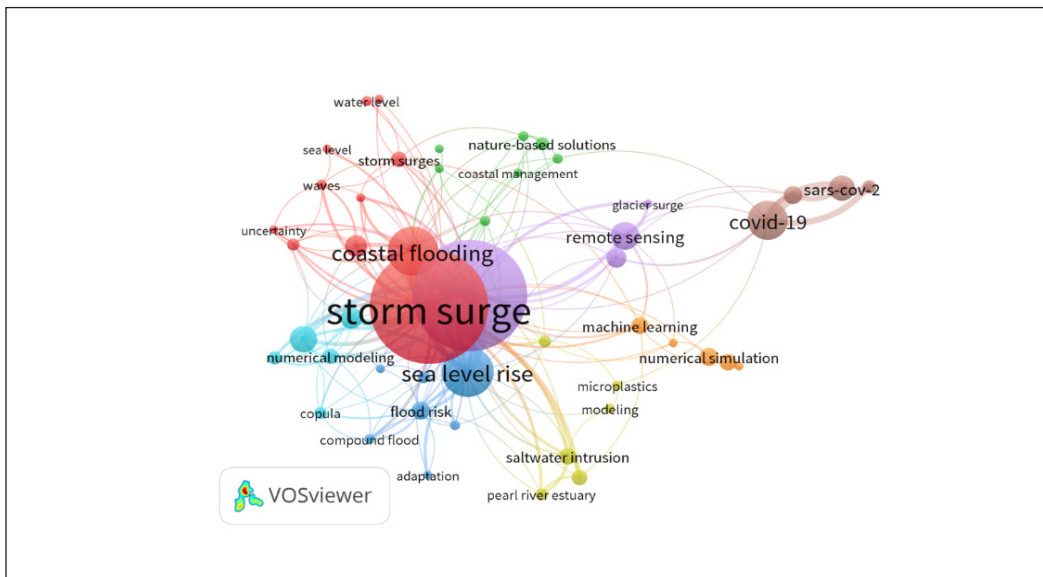 water level
nature-based solutions
sea level
storm surges
coastal management
waves
sars-cov-2
glacier surge
covid-19
uncertainty
remote sensing
coastal flooding
storm surge
machine learning
numerical modeling
numerical simulation
sea level rise
microplastics
copula
flood risk
modeling
compound flood
saltwater intrusion
adaptation
pearl river estuary
VOSviewer